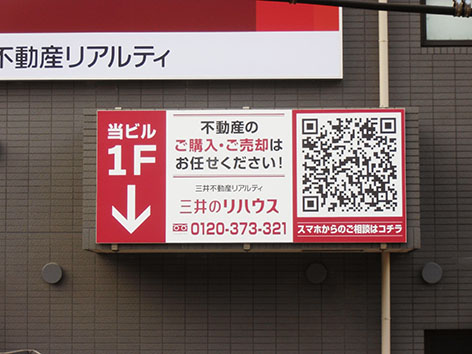 不動産リアルティ
当ビル
1F
不動産の
ご購入・ご売却は
お任せください!
三井不動産リアルティ
三井のリハウス
0120-373-321
スマホからのご相談はコチラ